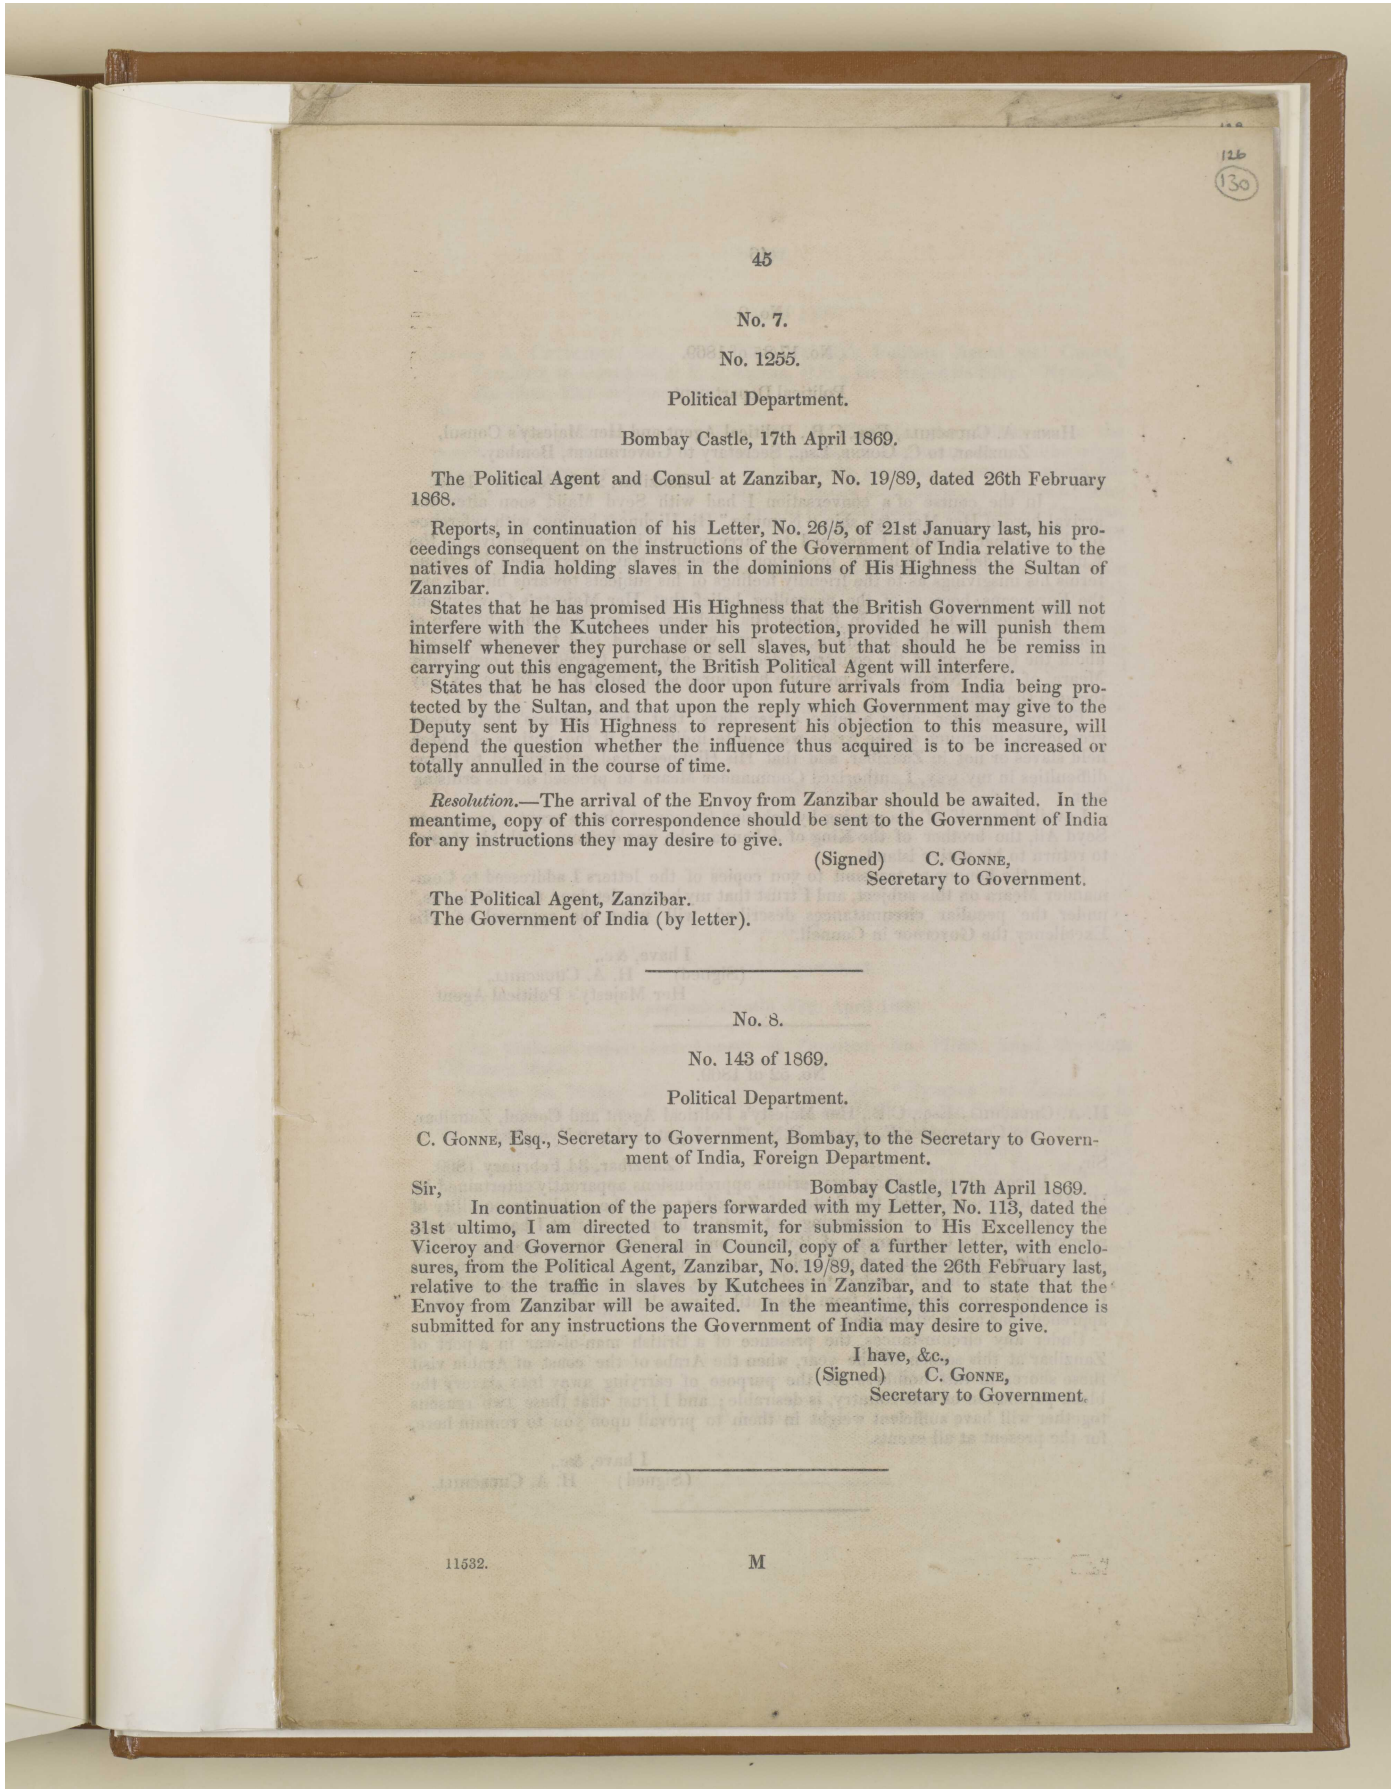 126
130
45
No. 7.
No. 1255.
Political Department.
Bombay Castle, 17th April 1869.
The Political Agent and Consul at Zanzibar, No. 19/89, dated 26th February
1868.
Reports, in continuation of his Letter, No. 26/5, of 21st January last, his pro-
ceedings consequent on the instructions of the Government of India relative to the
natives of India holding slaves in the dominions of His Highness the Sultan of
Zanzibar.
States that he has promised His Highness that the British Government will not
interfere with the Kutchees under his protection, provided he will punish them
himself whenever they purchase or sell slaves, but that should he be remiss in
carrying out this engagement, the British Political Agent will interfere.
States that he has closed the door upon future arrivals from India being pro-
tected by the Sultan, and that upon the reply which Government may give to the
Deputy sent by His Highness to represent his objection to this measure, will
depend the question whether the influence thus acquired is to be increased or
totally annulled in the course of time.
Resolution.—The arrival of the Envoy from Zanzibar should be awaited. In the
meantime, copy of this correspondence should be sent to the Government of India
for any instructions they may desire to give.
(Signed) C. GONNE,
Secretary to Government.
The Political Agent, Zanzibar.
The Government of India (by letter).
No. 8.
No. 143 of 1869.
Political Department.
C. GONNE, Esq., Secretary to Government, Bombay, to the Secretary to Govern-
ment of India, Foreign Department.
Sir, Bombay Castle, 17th April 1869.
In continuation of the papers forwarded with my Letter, No. 113, dated the
31st ultimo, I am directed to transmit, for submission to His Excellency the
Viceroy and Governor General in Council, copy of a further letter, with enclo-
sures, from the Political Agent, Zanzibar, No. 19/89, dated the 26th February last,
relative to the traffic in slaves by Kutchees in Zanzibar, and to state that the
Envoy from Zanzibar will be awaited. In the meantime, this correspondence is
submitted for any instructions the Government of India may desire to give.
I have, &c.,
(Signed) C. GONNE,
Secretary to Government.
11532. M